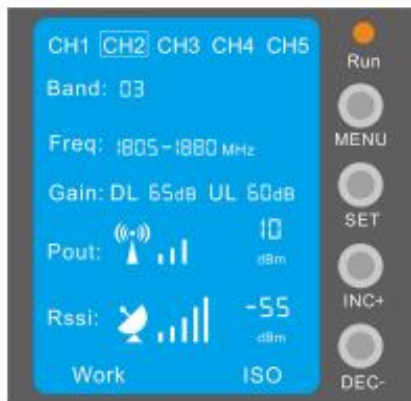 CH1 CH2 CH3 CH4 CH5
Run
Band: 03
MENU
Freq: 1805-1880 MHz
Gain: DL 65dB UL 60dB
SET
Pout: 10
dBm
INC+
Rssi: -55
dBm
Work ISO
DEC-